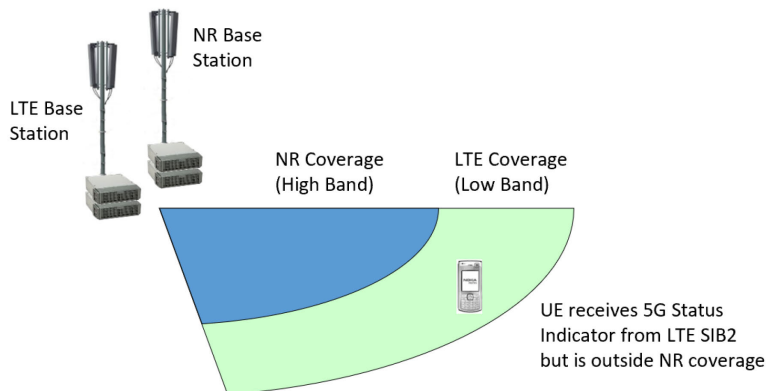 NR Base
Station
LTE Base
Station
NR Coverage
(High Band)
LTE Coverage
(Low Band)
UE receives 5G Status
Indicator from LTE SIB2
but is outside NR coverage